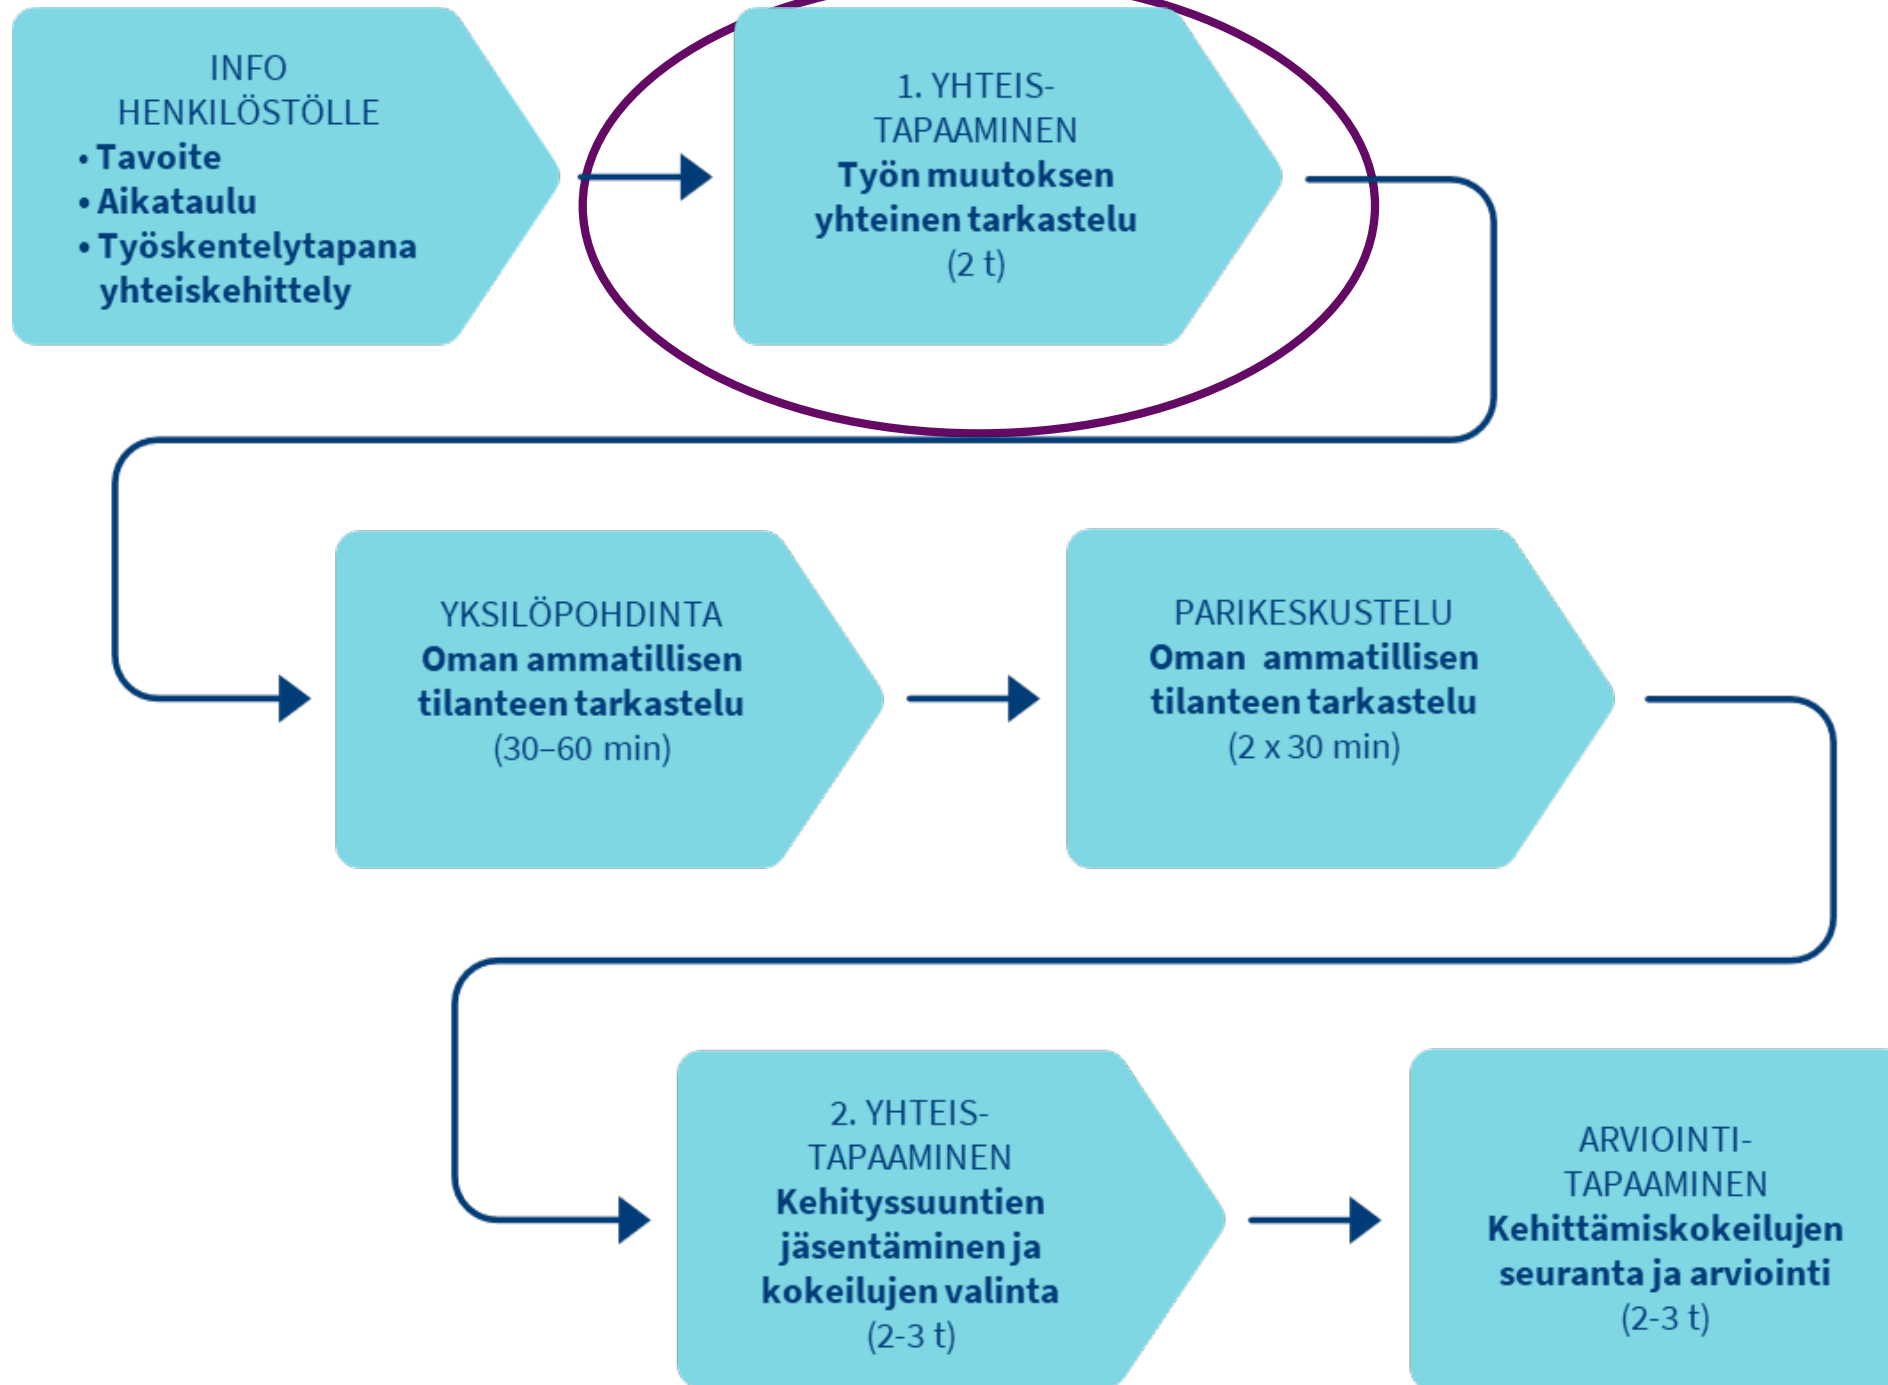 INFO
HENKILÖSTÖLLE
• Tavoite
• Aikataulu
• Työskentelytapana
yhteiskehittely
1. YHTEIS-
TAPAAMINEN
Työn muutoksen
yhteinen tarkastelu
(2 t)
YKSILÖPOHDINTA
Oman ammatillisen
tilanteen tarkastelu
(30–60 min)
PARIKESKUSTELU
Oman ammatillisen
tilanteen tarkastelu
(2 x 30 min)
2. YHTEIS-
TAPAAMINEN
Kehityssuuntien
jäsentäminen ja
kokeilujen valinta
(2-3 t)
ARVIOINTI-
TAPAAMINEN
Kehittämiskokeilujen
seuranta ja arviointi
(2-3 t)